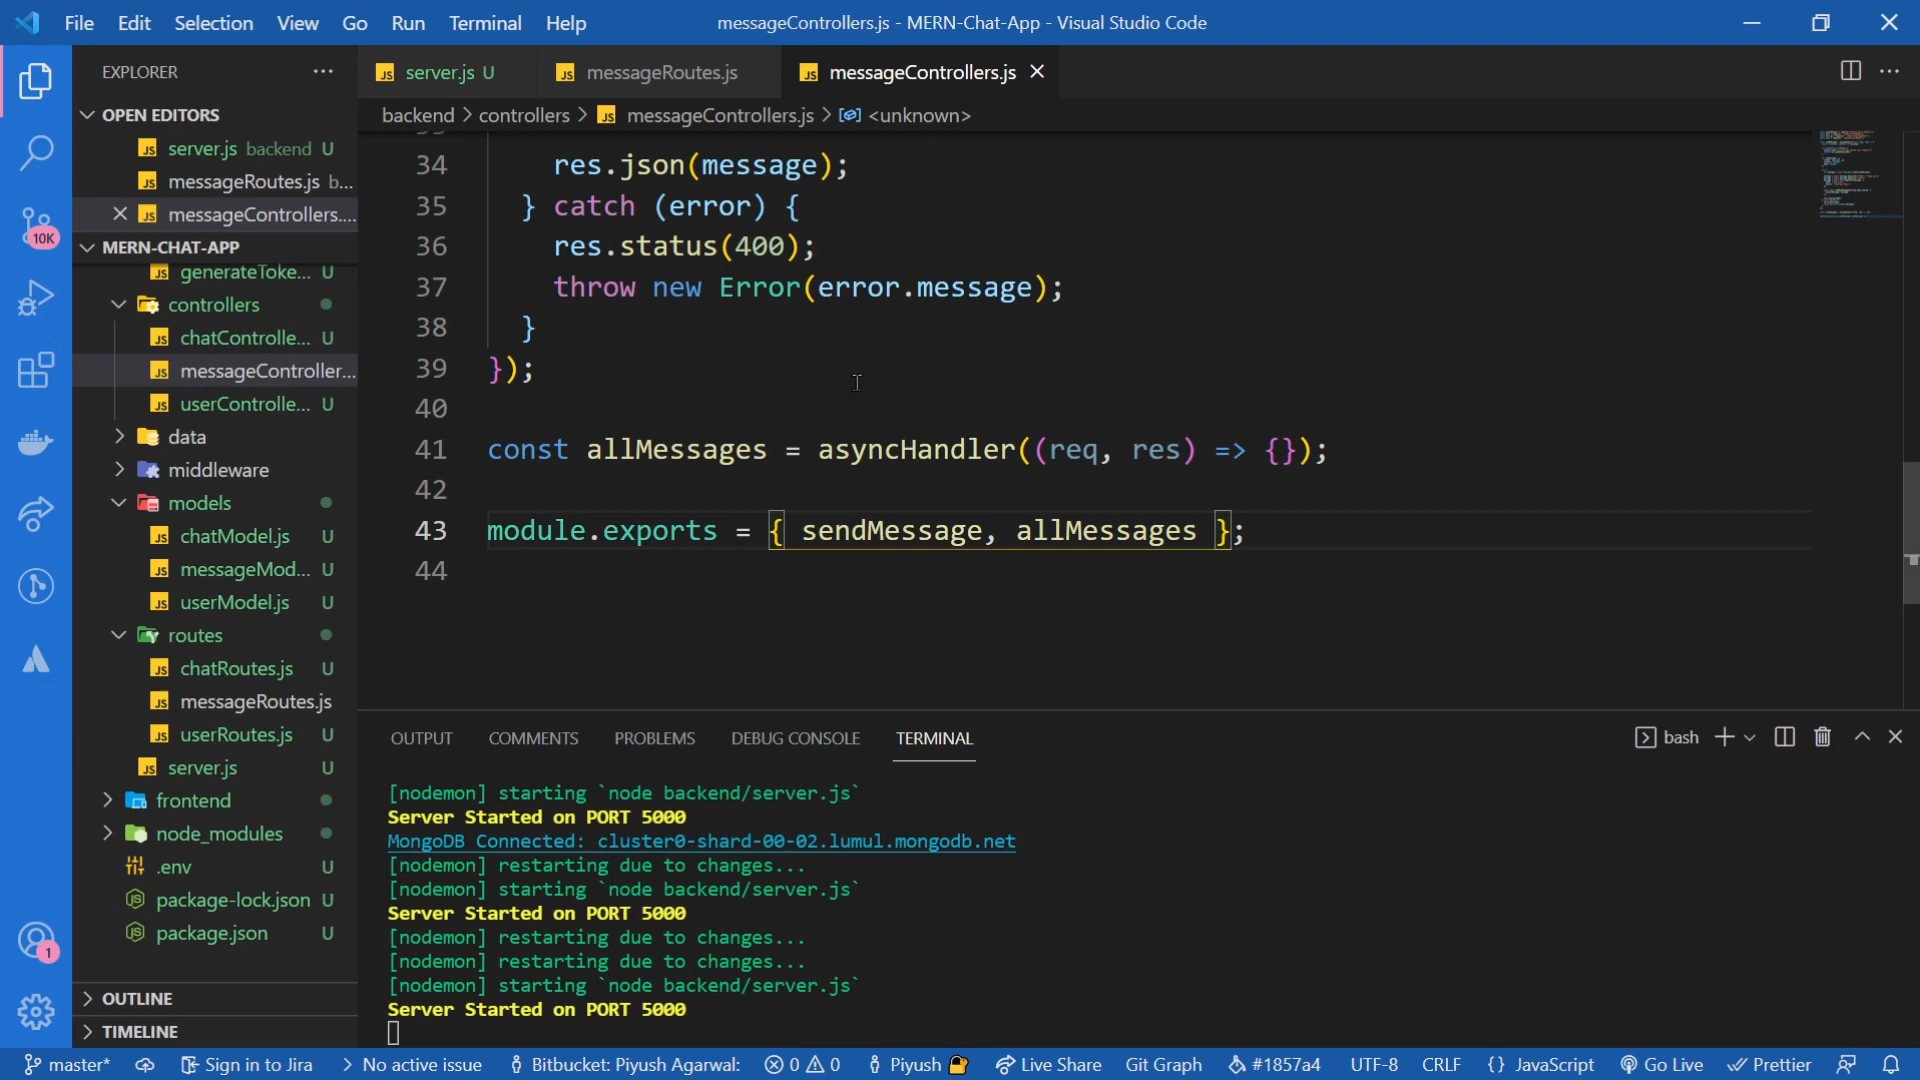 File Edit Selection View Go Run Terminal Help messageControllers.js - MERN-Chat-App - Visual Studio Code
EXPLORER
OPEN EDITORS
JS server.js backend U
JS messageRoutes.js b...
JS messageControllers....
MERN-CHAT-APP
JS generateToke... U
controllers
JS chatControlle... U
JS messageController...
JS userControlle... U
data
middleware
models
JS chatModel.js U
JS messageMod... U
JS userModel.js U
routes
JS chatRoutes.js U
JS messageRoutes.js
JS userRoutes.js U
JS server.js U
frontend
node_modules
.env U
package-lock.json U
package.json U
OUTLINE
TIMELINE
10K
1
JS server.js U JS messageRoutes.js JS messageControllers.js
backend > controllers > JS messageControllers.js > <unknown>
34 res.json(message);
35 } catch (error) {
36 res.status(400);
37 throw new Error(error.message);
38 }
39 });
40
41 const allMessages = asyncHandler((req, res) => {});
42
43 module.exports = { sendMessage, allMessages };
44
OUTPUT COMMENTS PROBLEMS DEBUG CONSOLE TERMINAL bash
[nodemon] starting `node backend/server.js`
Server Started on PORT 5000
MongoDB Connected: cluster0-shard-00-02.lumul.mongodb.net
[nodemon] restarting due to changes...
[nodemon] starting `node backend/server.js`
Server Started on PORT 5000
[nodemon] restarting due to changes...
[nodemon] restarting due to changes...
[nodemon] starting `node backend/server.js`
Server Started on PORT 5000
master* Sign in to Jira No active issue Bitbucket: Piyush Agarwal: 0 0 Piyush Live Share Git Graph #1857a4 UTF-8 CRLF {} JavaScript Go Live Prettier